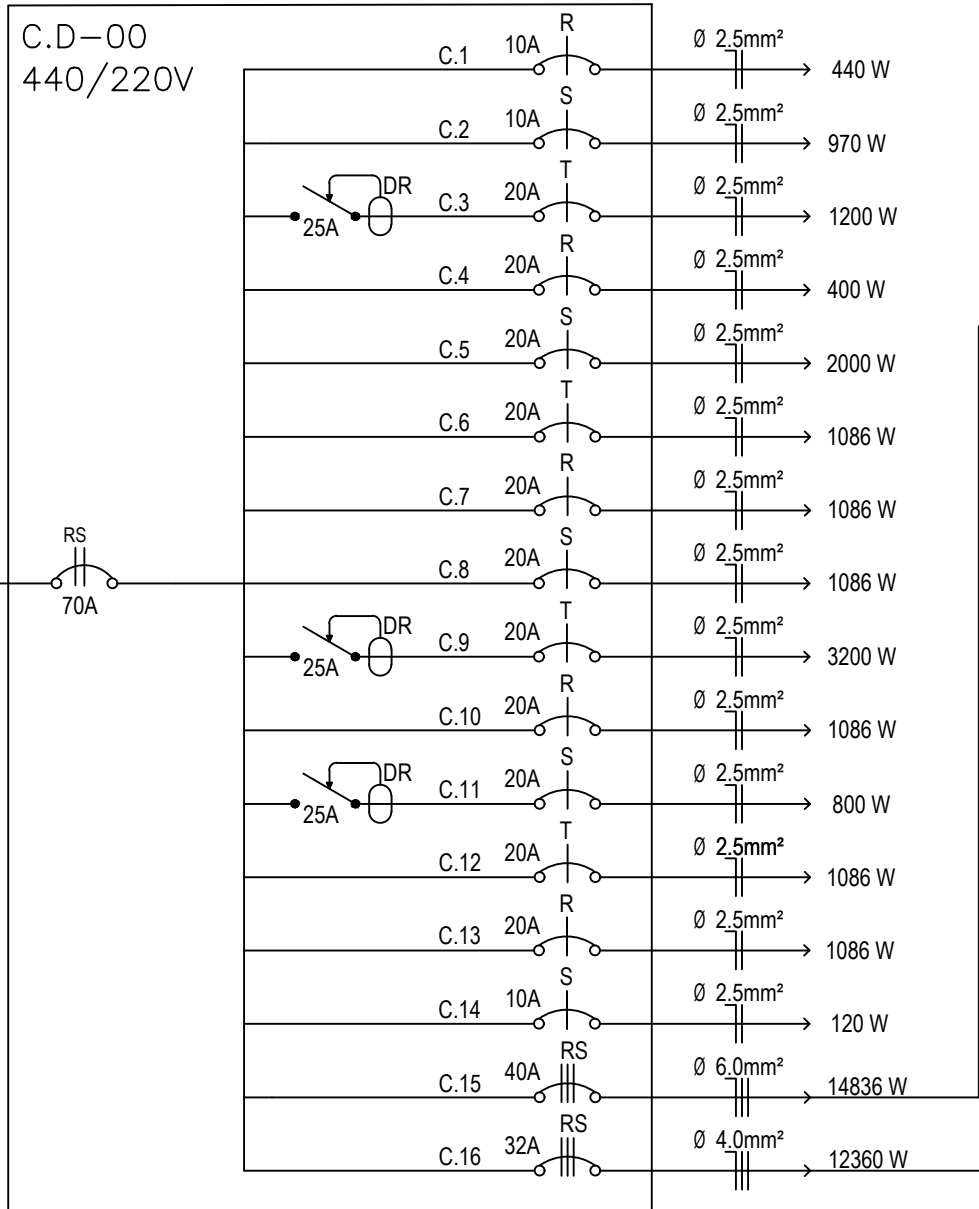 C.D-00
440/220V
C.1 10A R Ø 2.5mm² 440 W
C.2 10A S Ø 2.5mm² 970 W
25A DR C.3 20A T Ø 2.5mm² 1200 W
C.4 20A R Ø 2.5mm² 400 W
C.5 20A S Ø 2.5mm² 2000 W
C.6 20A T Ø 2.5mm² 1086 W
C.7 20A R Ø 2.5mm² 1086 W
RS
70A
C.8 20A S Ø 2.5mm² 1086 W
25A DR C.9 20A T Ø 2.5mm² 3200 W
C.10 20A R Ø 2.5mm² 1086 W
25A DR C.11 20A S Ø 2.5mm² 800 W
C.12 20A T Ø 2.5mm² 1086 W
C.13 20A R Ø 2.5mm² 1086 W
C.14 10A S Ø 2.5mm² 120 W
C.15 40A RS Ø 6.0mm² 14836 W
C.16 32A RS Ø 4.0mm² 12360 W